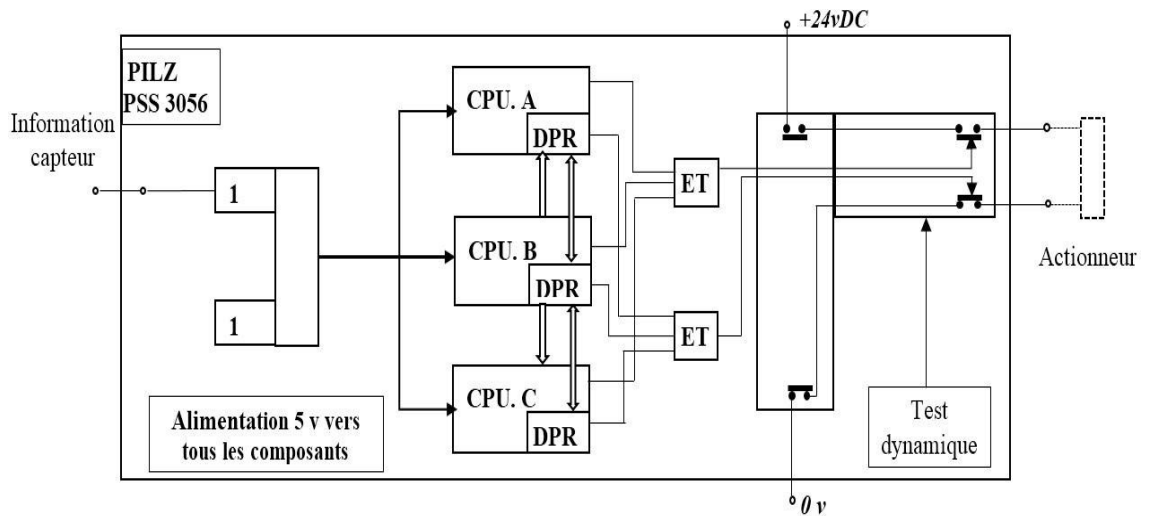 +24vDC
PILZ
PSS 3056
Information
capteur
1
1
CPU. A
DPR
CPU. B
DPR
CPU. C
DPR
ET
ET
Actionneur
Alimentation 5 v vers
tous les composants
Test
dynamique
0 v